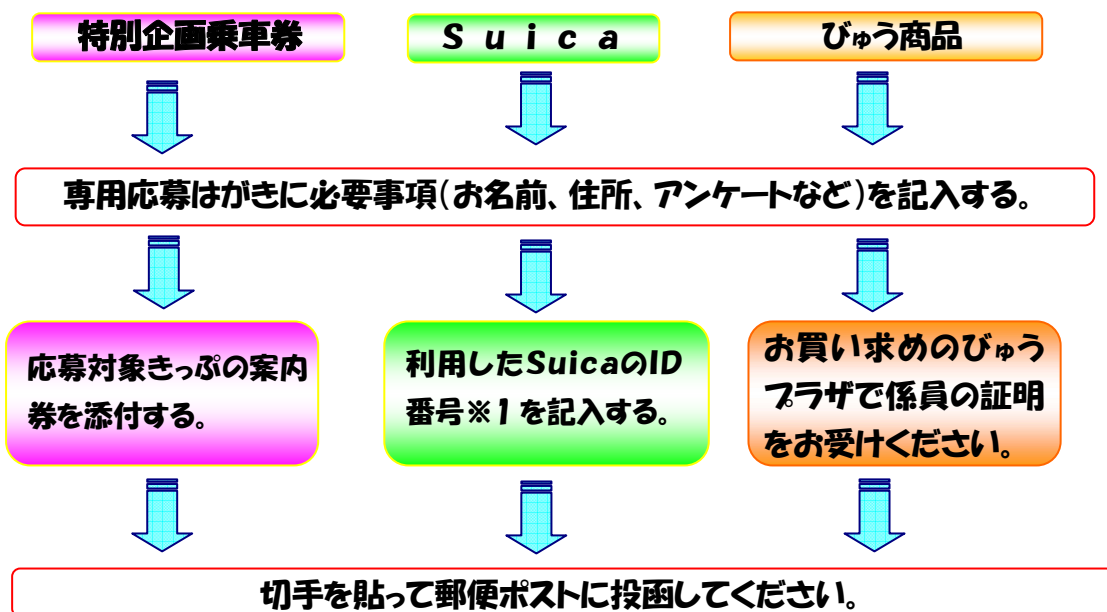 特別企画乗車券
Suica
びゅう商品
専用応募はがきに必要事項(お名前、住所、アンケートなど)を記入する。
応募対象きっぷの案内
券を添付する。
利用したSuicaのID
番号※1を記入する。
お買い求めのびゅう
プラザで係員の証明
をお受けください。
切手を貼って郵便ポストに投函してください。